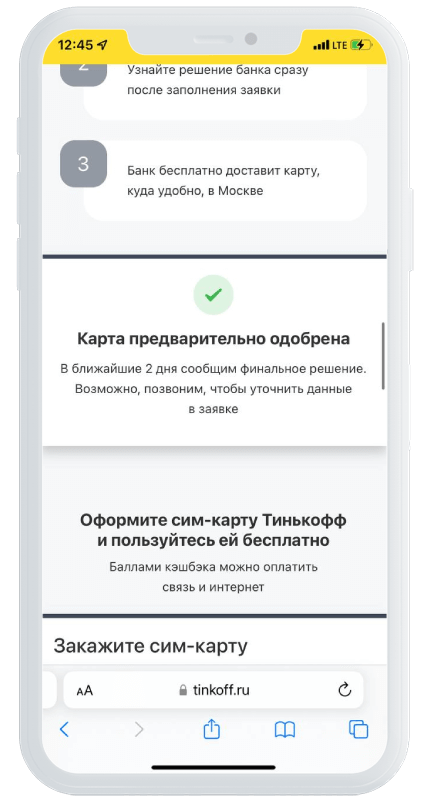 12:45
LTE
2
Узнайте решение банка сразу
после заполнения заявки
3
Банк бесплатно доставит карту,
куда удобно, в Москве
Карта предварительно одобрена
В ближайшие 2 дня сообщим финальное решение.
Возможно, позвоним, чтобы уточнить данные
в заявке
Оформите сим-карту Тинькофф
и пользуйтесь ей бесплатно
Баллами кэшбэка можно оплатить
связь и интернет
Закажите сим-карту
АА
tinkoff.ru